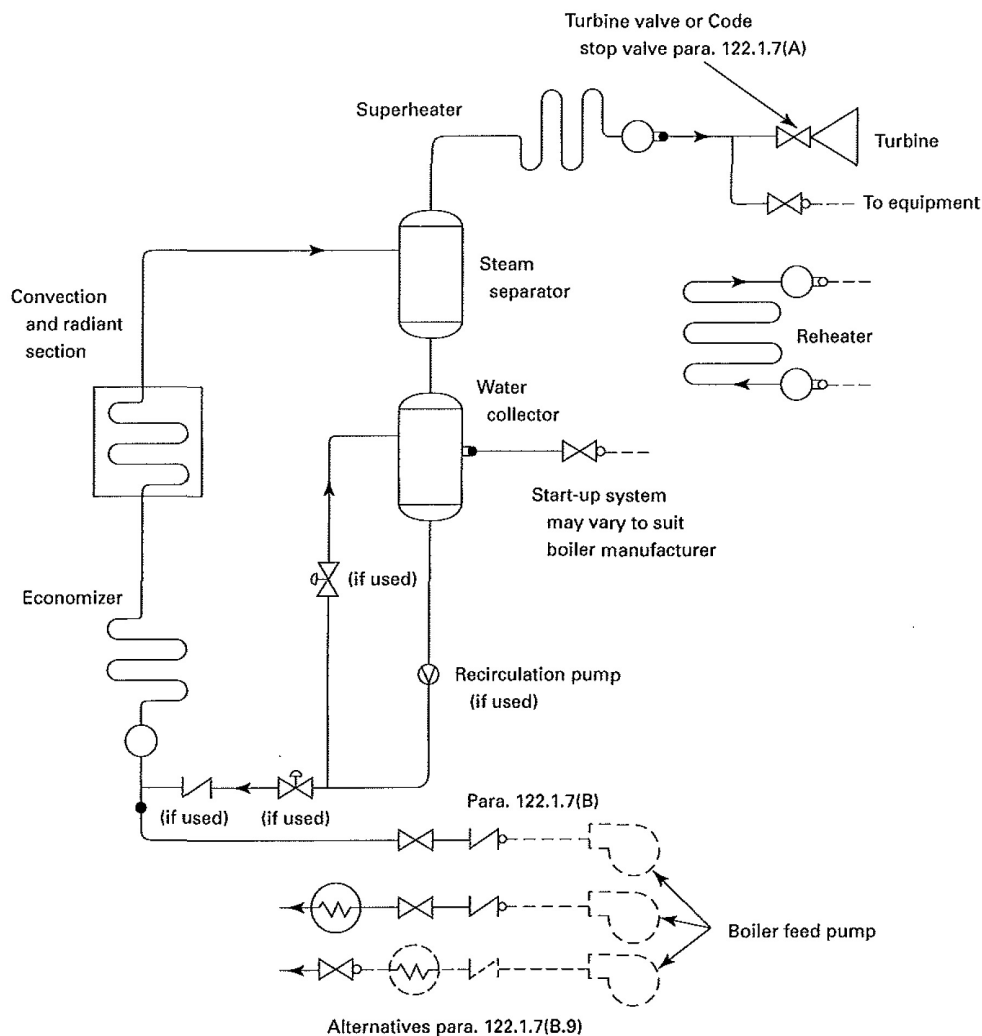 Turbine valve or Code
stop valve para. 122.1.7(A)
Superheater
Turbine
To equipment
Steam
separator
Convection
and radiant
section
Reheater
Water
collector
Start-up system
may vary to suit
boiler manufacturer
(if used)
Economizer
Recirculation pump
(if used)
(if used)
(if used)
Para. 122.1.7(B)
Boiler feed pump
Alternatives para. 122.1.7(B.9)